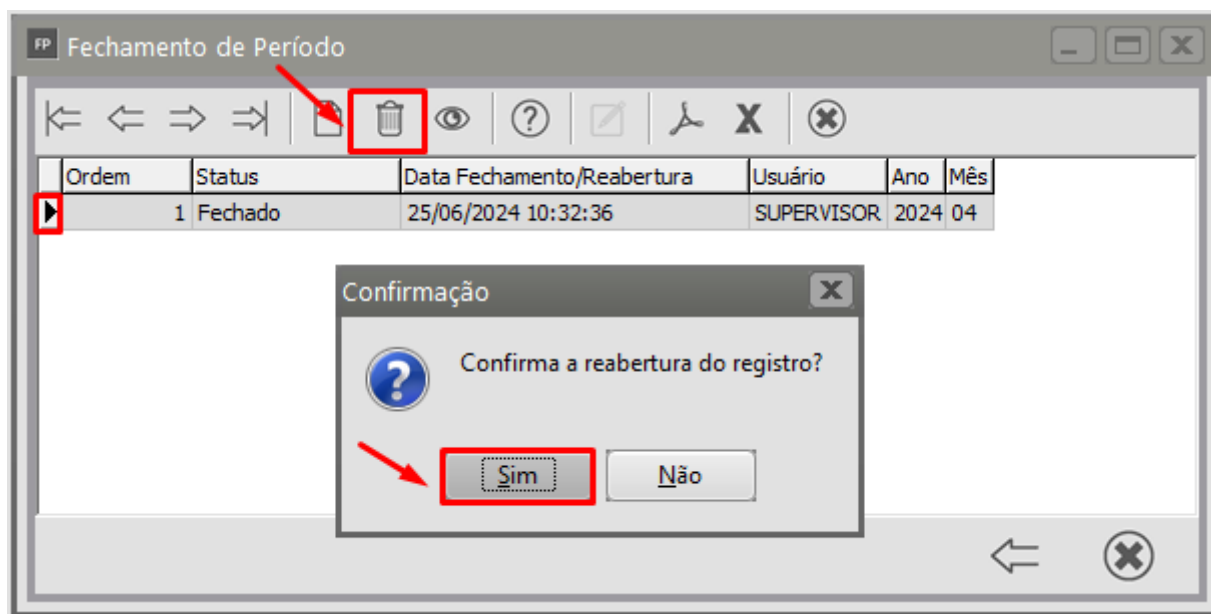 FP Fechamento de Período
Ordem Status Data Fechamento/Reabertura Usuário Ano Mês
1 Fechado 25/06/2024 10:32:36 SUPERVISOR 2024 04
Confirmação
Confirma a reabertura do registro?
Sim Não